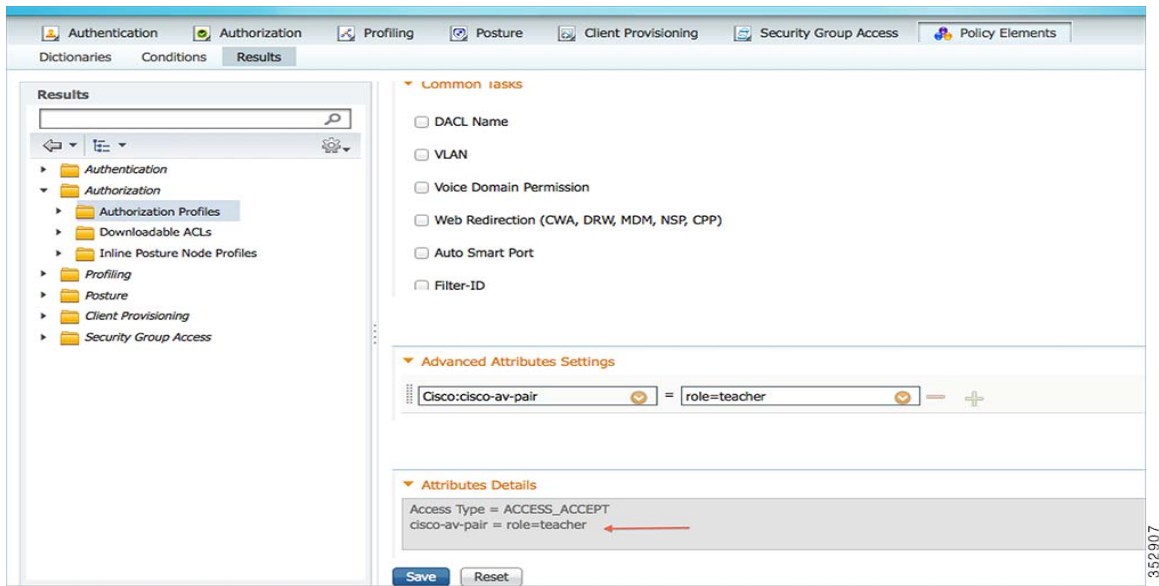 Authentication Authorization Profiling Posture Client Provisioning Security Group Access Policy Elements
Dictionaries Conditions Results
Results
Authentication
Authorization
Authorization Profiles
Downloadable ACLs
Inline Posture Node Profiles
Profiling
Posture
Client Provisioning
Security Group Access
Common Tasks
DACL Name
VLAN
Voice Domain Permission
Web Redirection (CWA, DRW, MDM, NSP, CPP)
Auto Smart Port
Filter-ID
Advanced Attributes Settings
Cisco:cisco-av-pair = role=teacher
Attributes Details
Access Type = ACCESS_ACCEPT
cisco-av-pair = role=teacher
Save Reset
352907